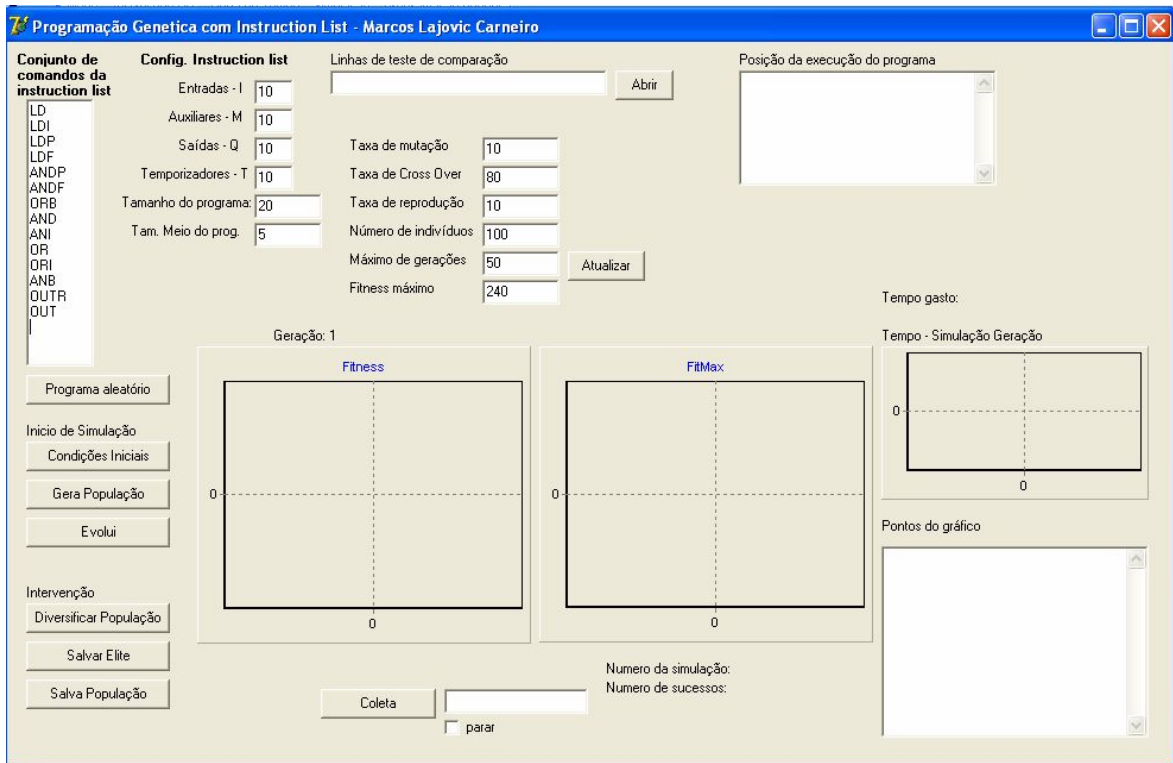 Programação Genetica com Instruction List - Marcos Lajovic Carneiro
Conjunto de
comandos da
instruction list
LD
LDI
LDP
LDF
ANDP
ANDF
ORB
AND
ANI
OR
ORI
ANB
OUTR
OUT
Config. Instruction list
Entradas - I 10
Auxiliares - M 10
Saídas - Q 10
Temporizadores - T 10
Tamanho do programa: 20
Tam. Meio do prog. 5
Linhas de teste de comparação
Abrir
Taxa de mutação 10
Taxa de Cross Over 80
Taxa de reprodução 10
Número de indivíduos 100
Máximo de gerações 50
Atualizar
Fitness máximo 240
Posição da execução do programa
Tempo gasto:
Tempo - Simulação Geração
0
0
Geração: 1
Fitness
0
0
FitMax
0
0
Programa aleatório
Inicio de Simulação
Condições Iniciais
Gera População
Evolui
Intervenção
Diversificar População
Salvar Elite
Salva População
Pontos do gráfico
Numero da simulação:
Numero de sucessos:
Coleta
parar